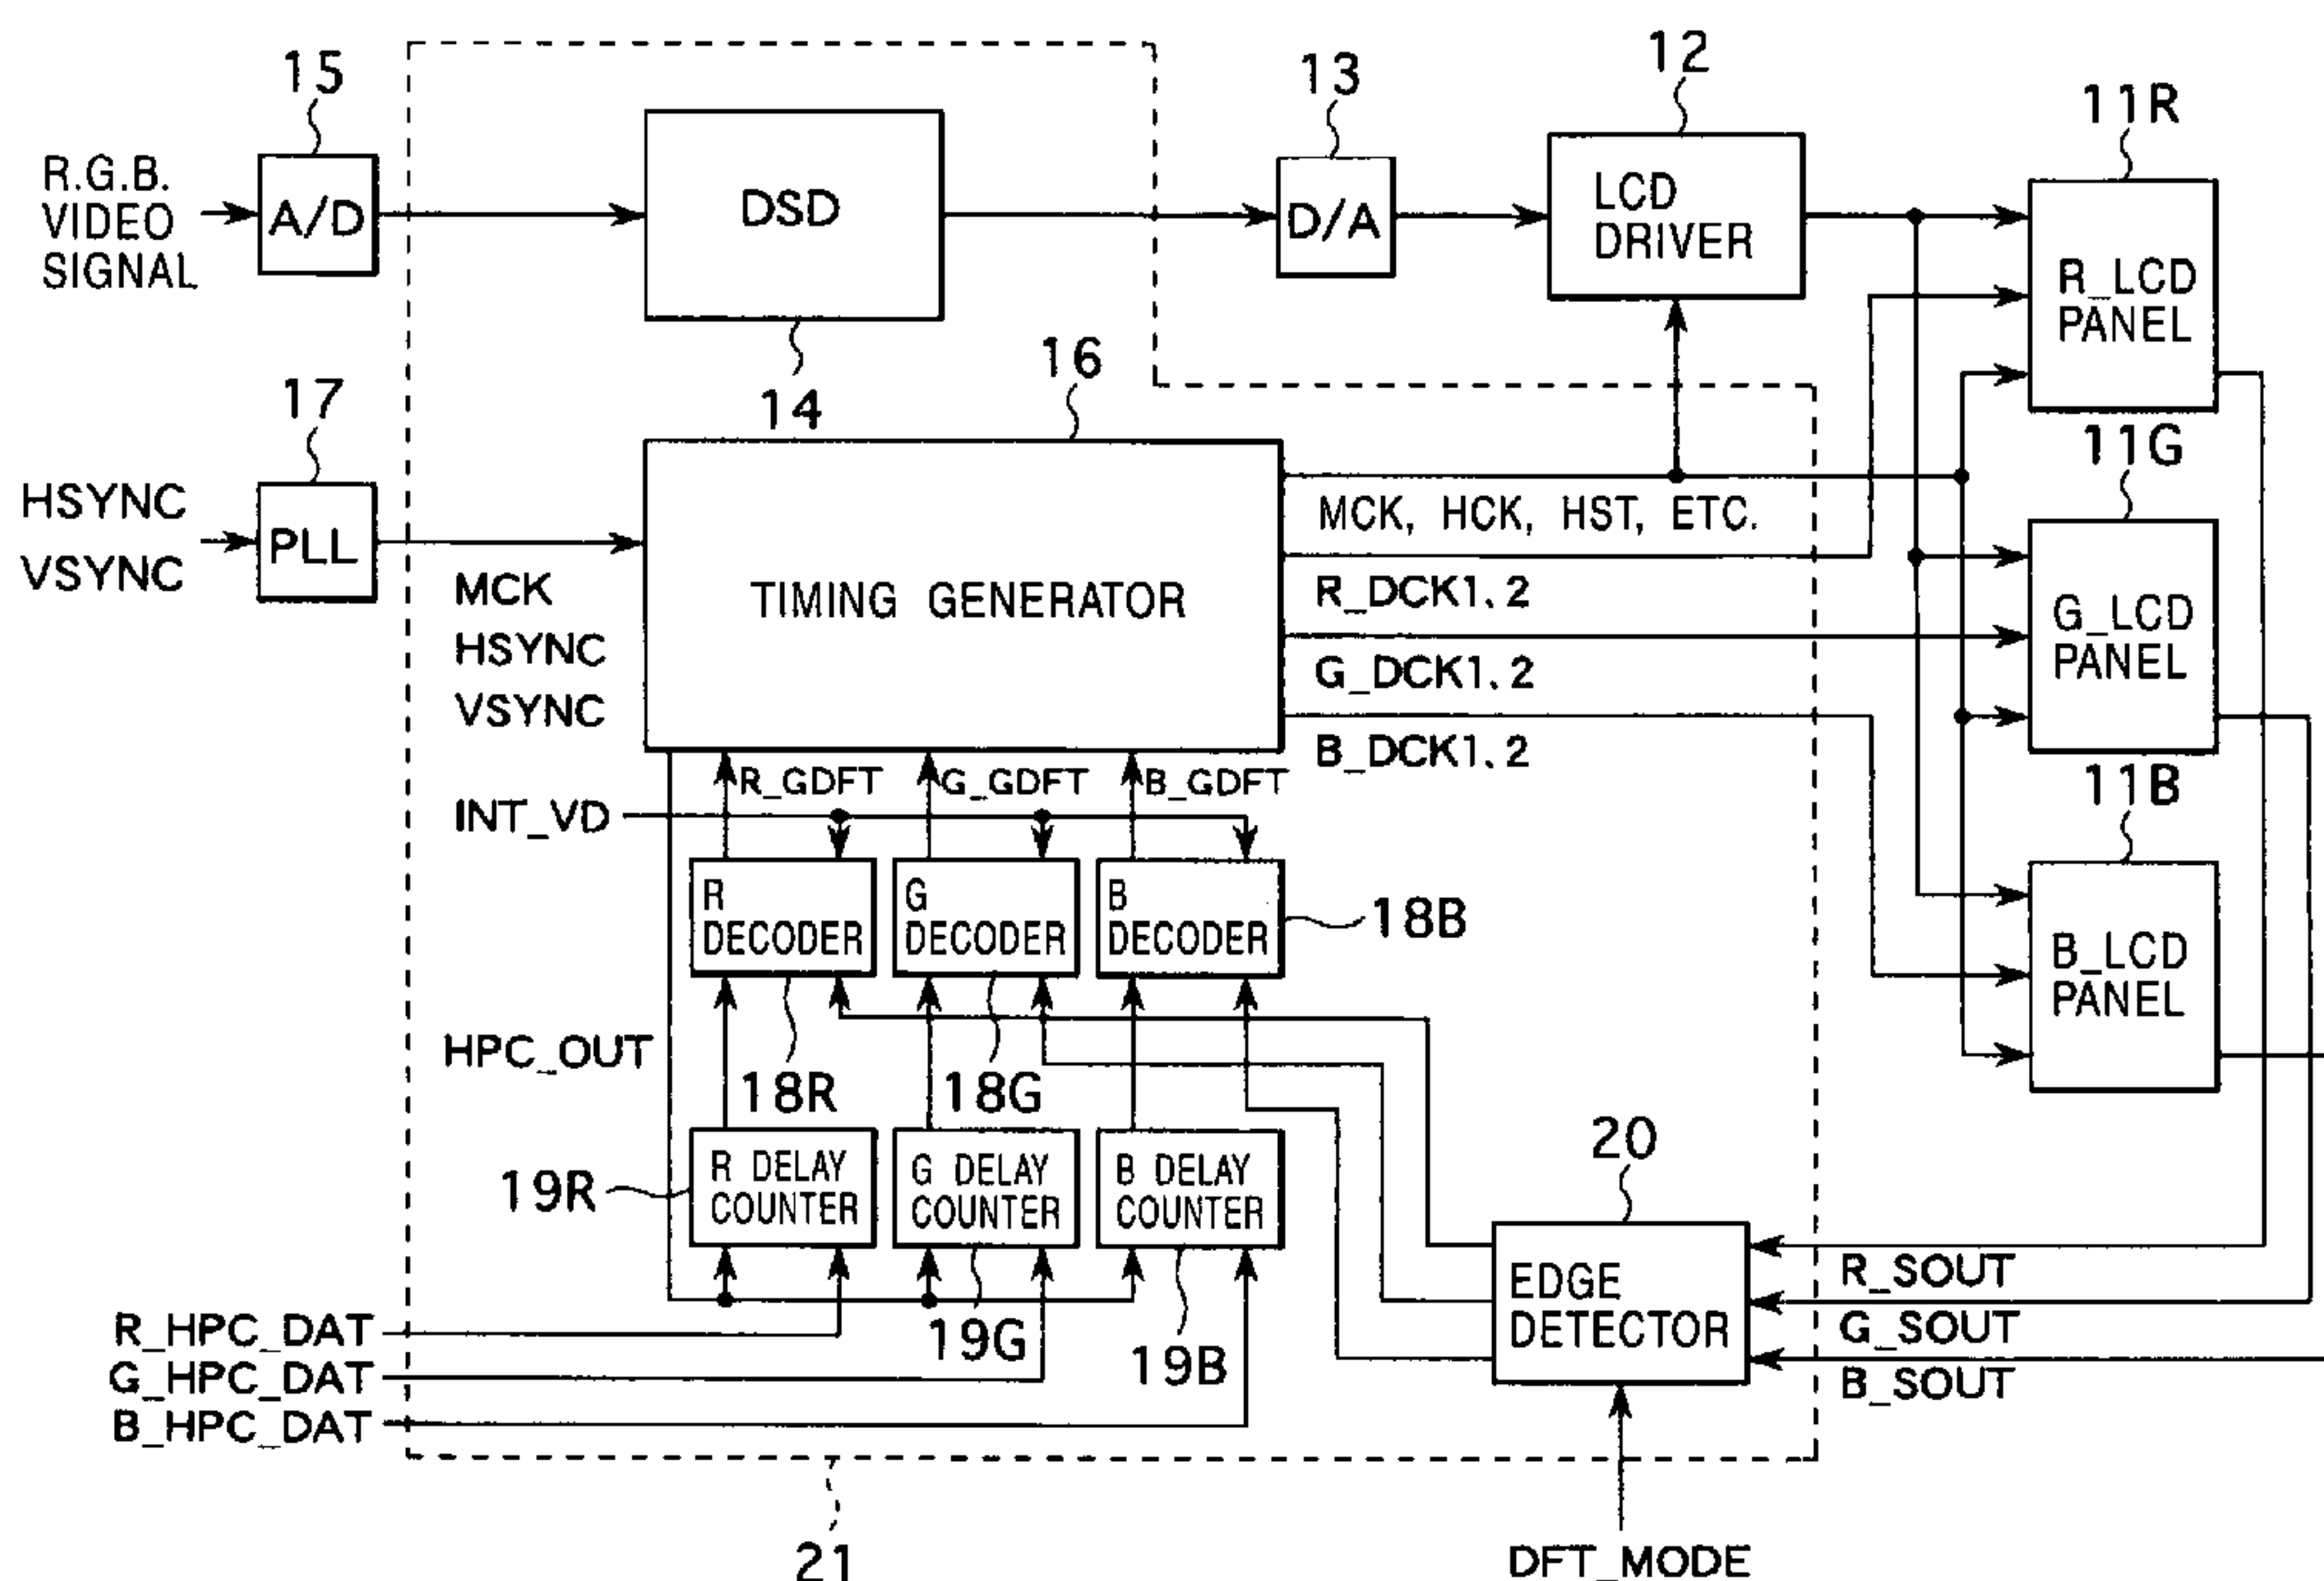 15
13
12
11R
R.G.B.
VIDEO
SIGNAL
A/D
DSD
D/A
LCD
DRIVER
R_LCD
PANEL
14
16
17
11G
HSYNC
VSYNC
PLL
MCK
HSYNC
VSYNC
TIMING GENERATOR
MCK, HCK, HST, ETC.
R_DCK1, 2
G_DCK1, 2
B_DCK1, 2
G_LCD
PANEL
11B
R_GDFT
G_GDFT
B_GDFT
INT_VD
R
DECODER
G
DECODER
B
DECODER
18B
B_LCD
PANEL
HPC_OUT
18R
18G
20
19R
R DELAY
COUNTER
G DELAY
COUNTER
B DELAY
COUNTER
EDGE
DETECTOR
R_SOUT
G_SOUT
B_SOUT
19G
19B
R_HPC_DAT
G_HPC_DAT
B_HPC_DAT
21
DFT_MODE